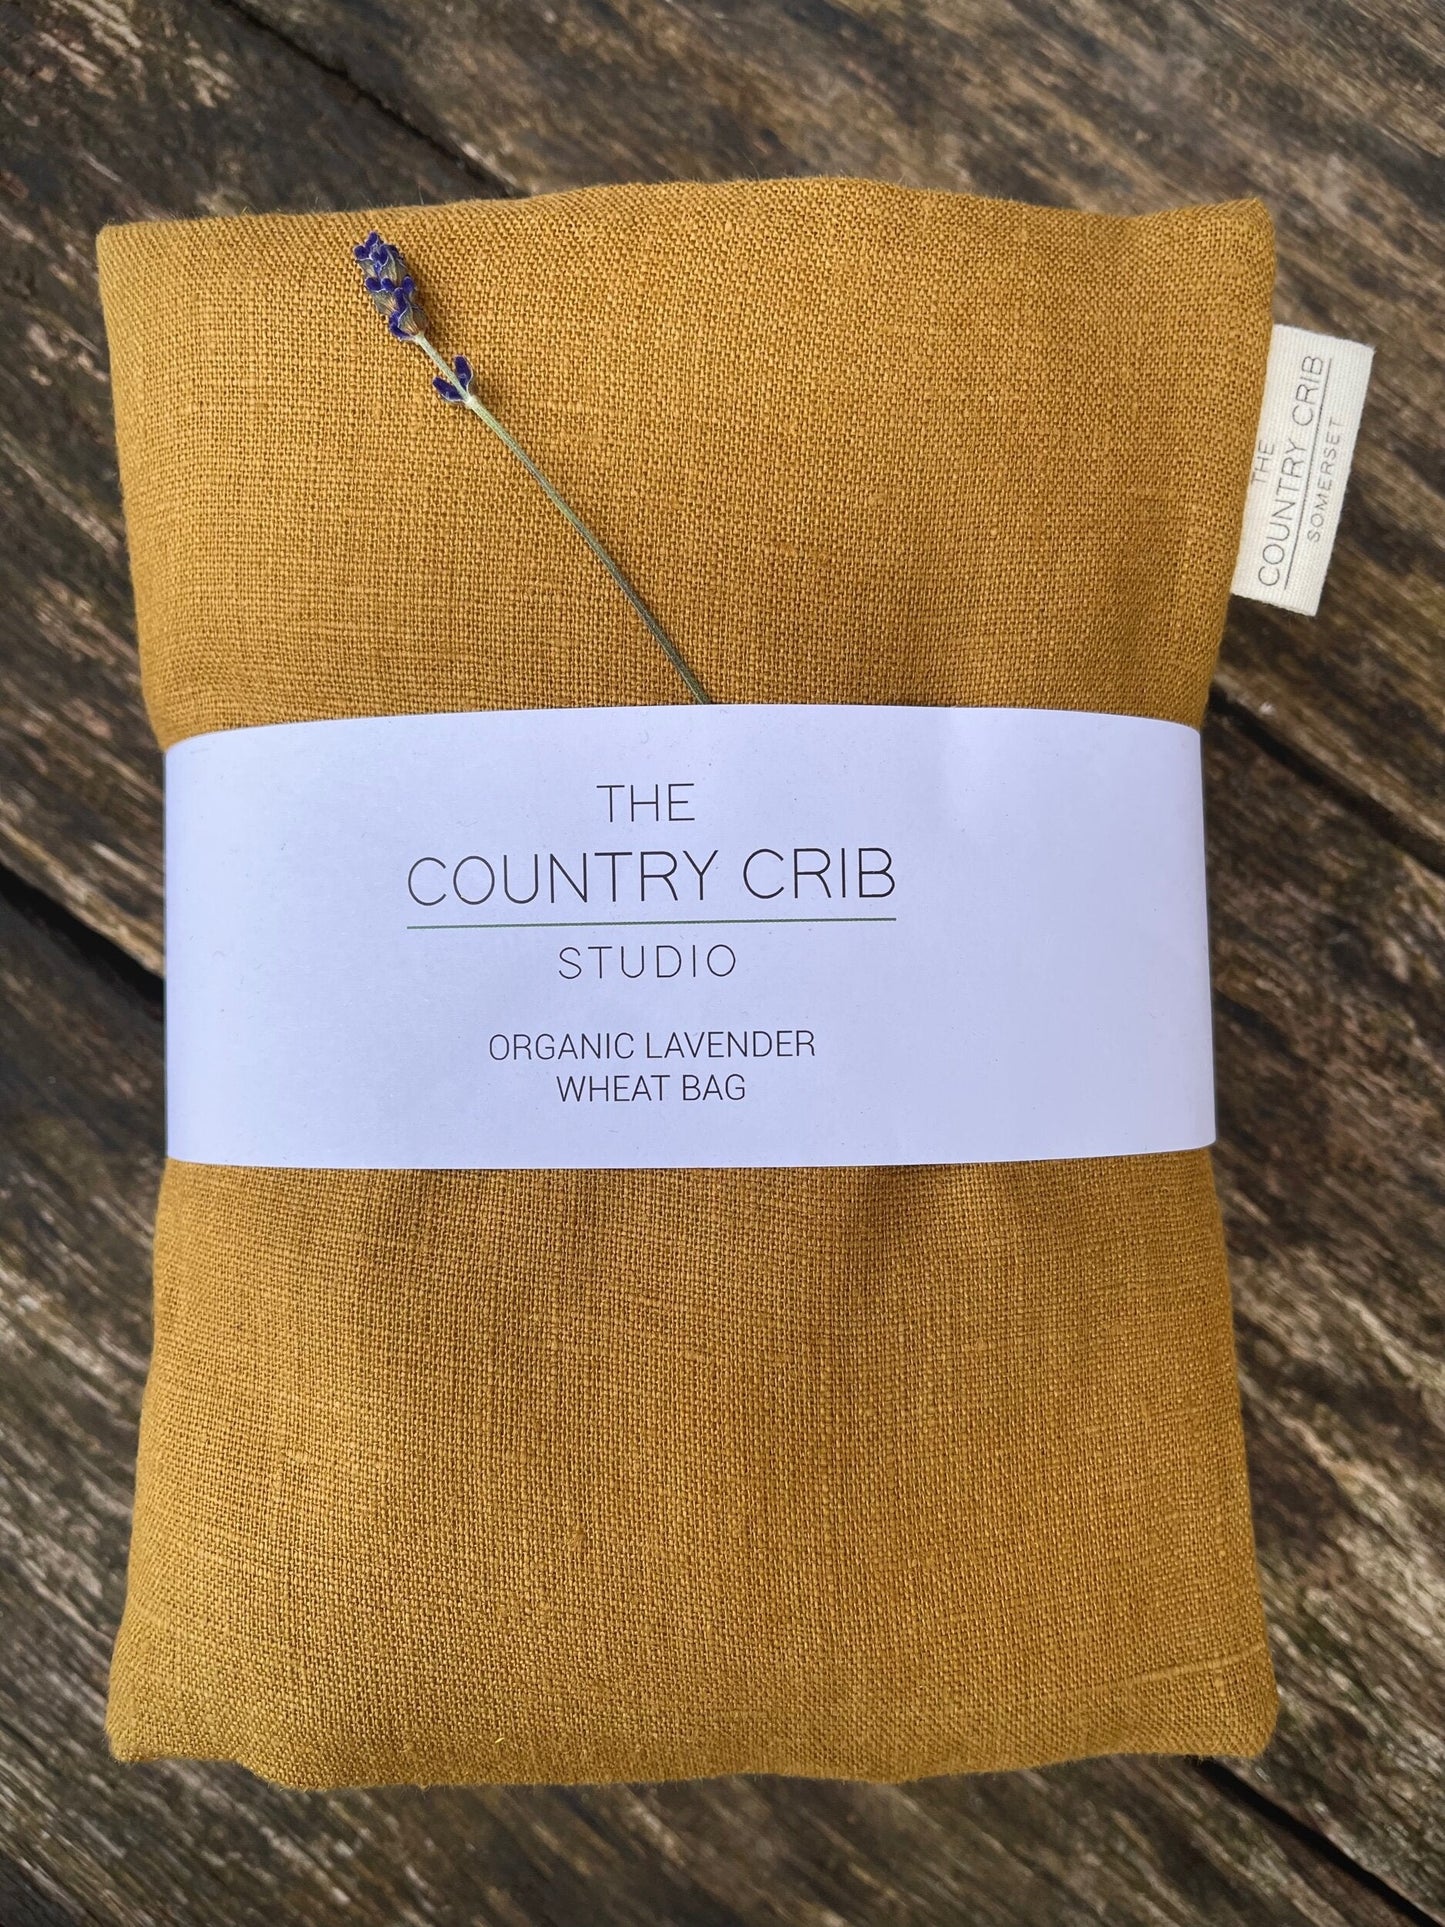 THE
COUNTRY CRIB
SOMERSET
THE
COUNTRY CRIB
STUDIO
ORGANIC LAVENDER
WHEAT BAG